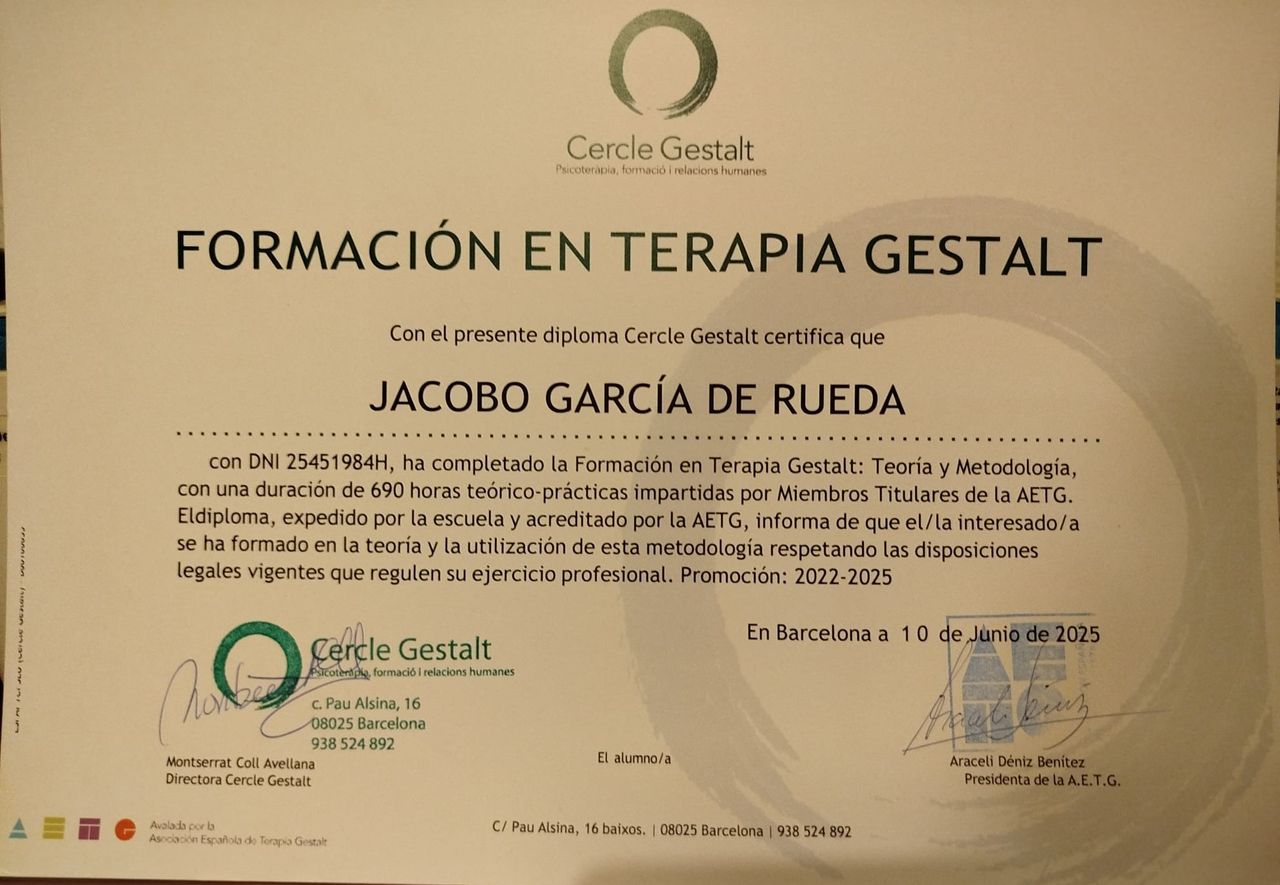 Cercle Gestalt
Psicoteràpia, formació i relacions humanes
FORMACIÓN EN TERAPIA GESTALT
Con el presente diploma Cercle Gestalt certifica que
JACOBO GARCÍA DE RUEDA
con DNI 25451984H, ha completado la Formación en Terapia Gestalt: Teoría y Metodología,
con una duración de 690 horas teórico-prácticas impartidas por Miembros Titulares de la AETG.
Eldiploma, expedido por la escuela y acreditado por la AETG, informa de que el/la interesado/a
se ha formado en la teoría y la utilización de esta metodología respetando las disposiciones
legales vigentes que regulen su ejercicio profesional. Promoción: 2022-2025
En Barcelona a 10 de Junio de 2025
Cercle Gestalt
Psicoteràpia, formació i relacions humanes
c. Pau Alsina, 16
08025 Barcelona
938 524 892
AETG
Montserrat Coll Avellana
Directora Cercle Gestalt
El alumno/a
Araceli Déniz Benítez
Presidenta de la A.E.T.G.
Avalada por la
Asociación Española de Terapia Gestalt
C/ Pau Alsina, 16 baixos. | 08025 Barcelona | 938 524 892